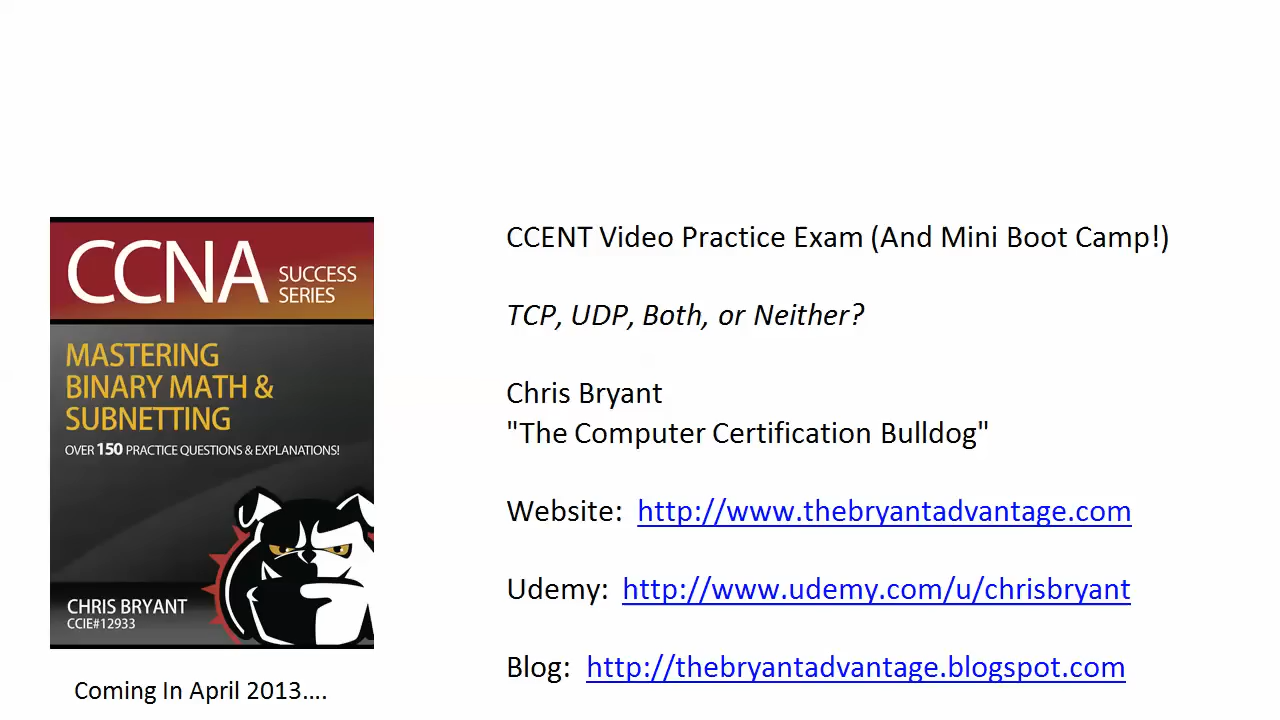 CCNA SUCCESS
SERIES
MASTERING
BINARY MATH &
SUBNETTING
OVER 150 PRACTICE QUESTIONS & EXPLANATIONS!
CHRIS BRYANT
CCIE#12933
Coming In April 2013....
CCENT Video Practice Exam (And Mini Boot Camp!)
TCP, UDP, Both, or Neither?
Chris Bryant
"The Computer Certification Bulldog"
Website: http://www.thebryantadvantage.com
Udemy: http://www.udemy.com/u/chrisbryant
Blog: http://thebryantadvantage.blogspot.com